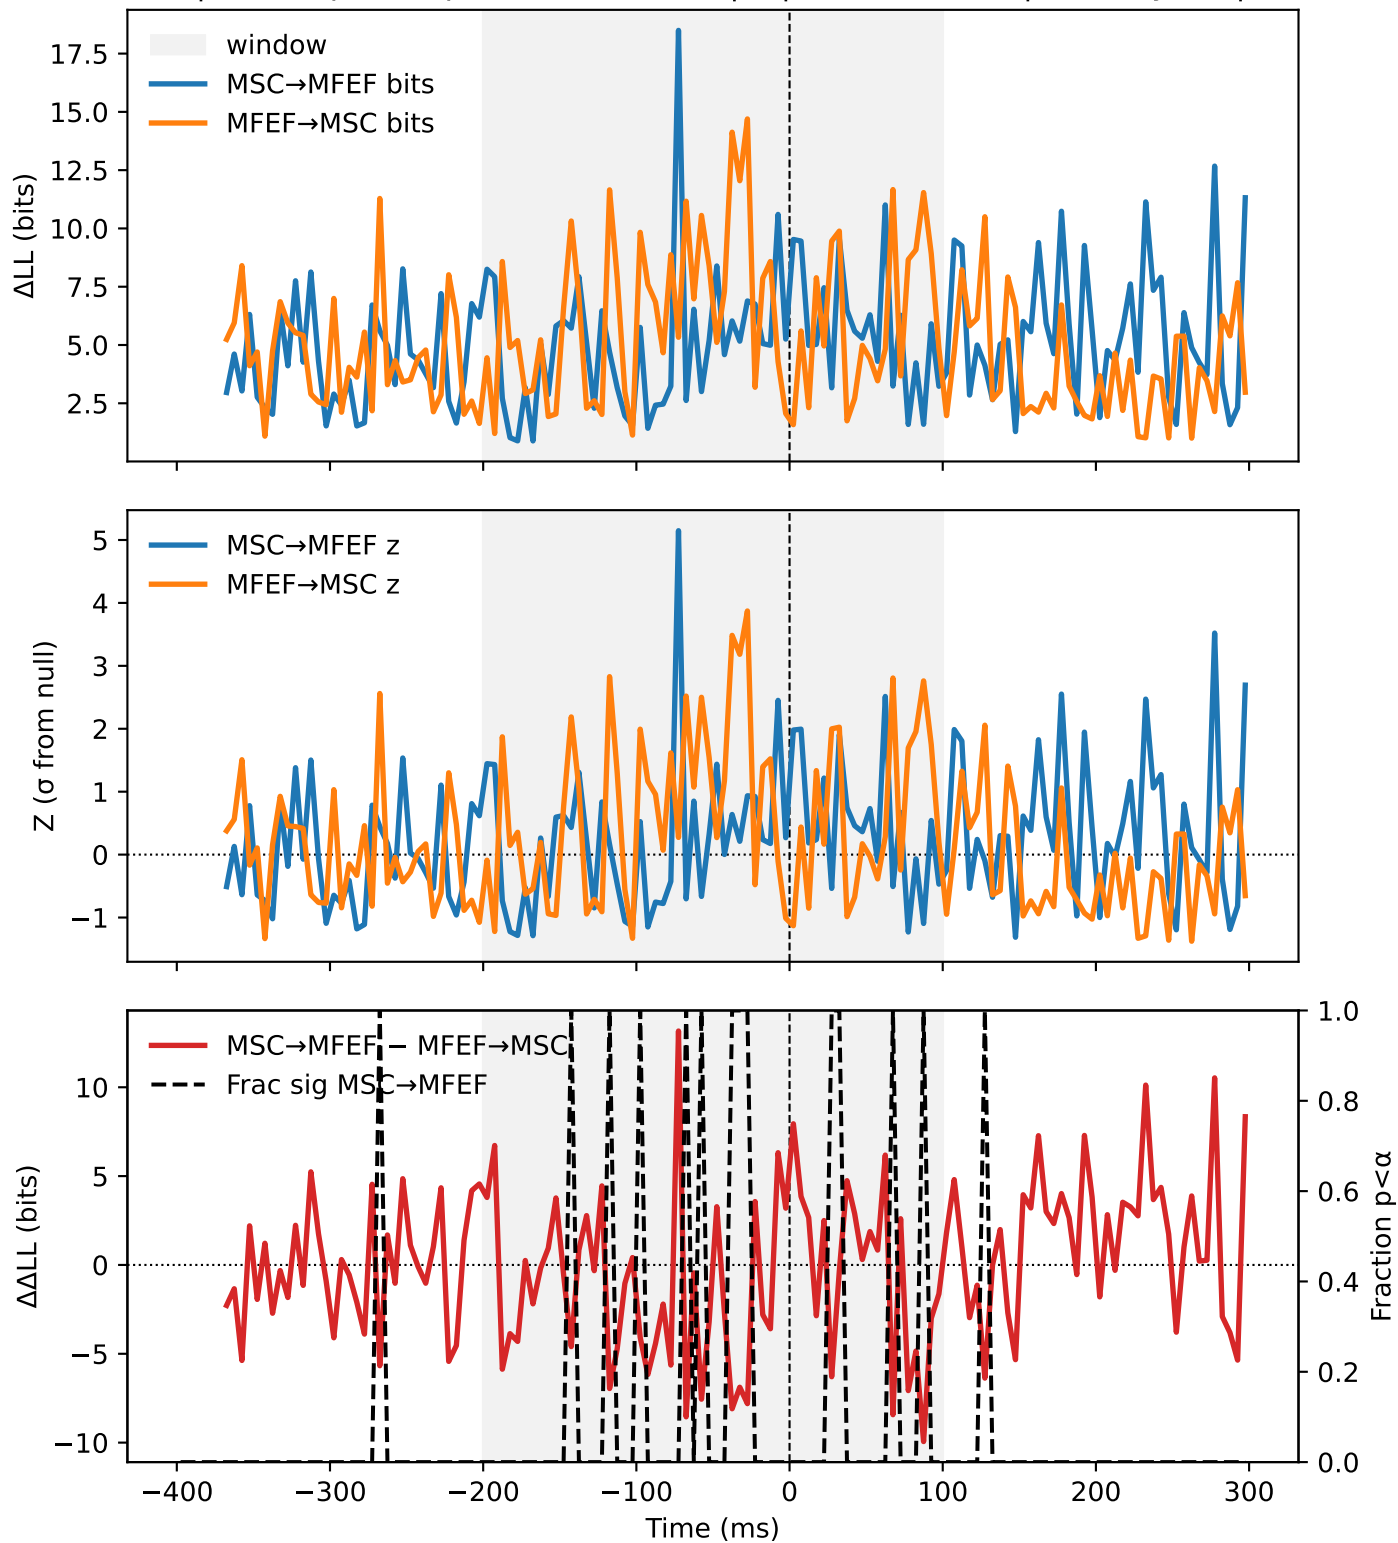 window
MSC→MFEF bits
MFEF→MSC bits
ΔLL (bits)
17.5
15.0
12.5
10.0
7.5
5.0
2.5
MSC→MFEF z
MFEF→MSC z
Z (σ from null)
5
4
3
2
1
0
−1
MSC→MFEF − MFEF→MSC
Frac sig MSC→MFEF
ΔΔLL (bits)
10
5
0
−5
−10
1.0
0.8
0.6
0.4
0.2
0.0
Fraction p<α
−400 −300 −200 −100 0 100 200 300
Time (ms)